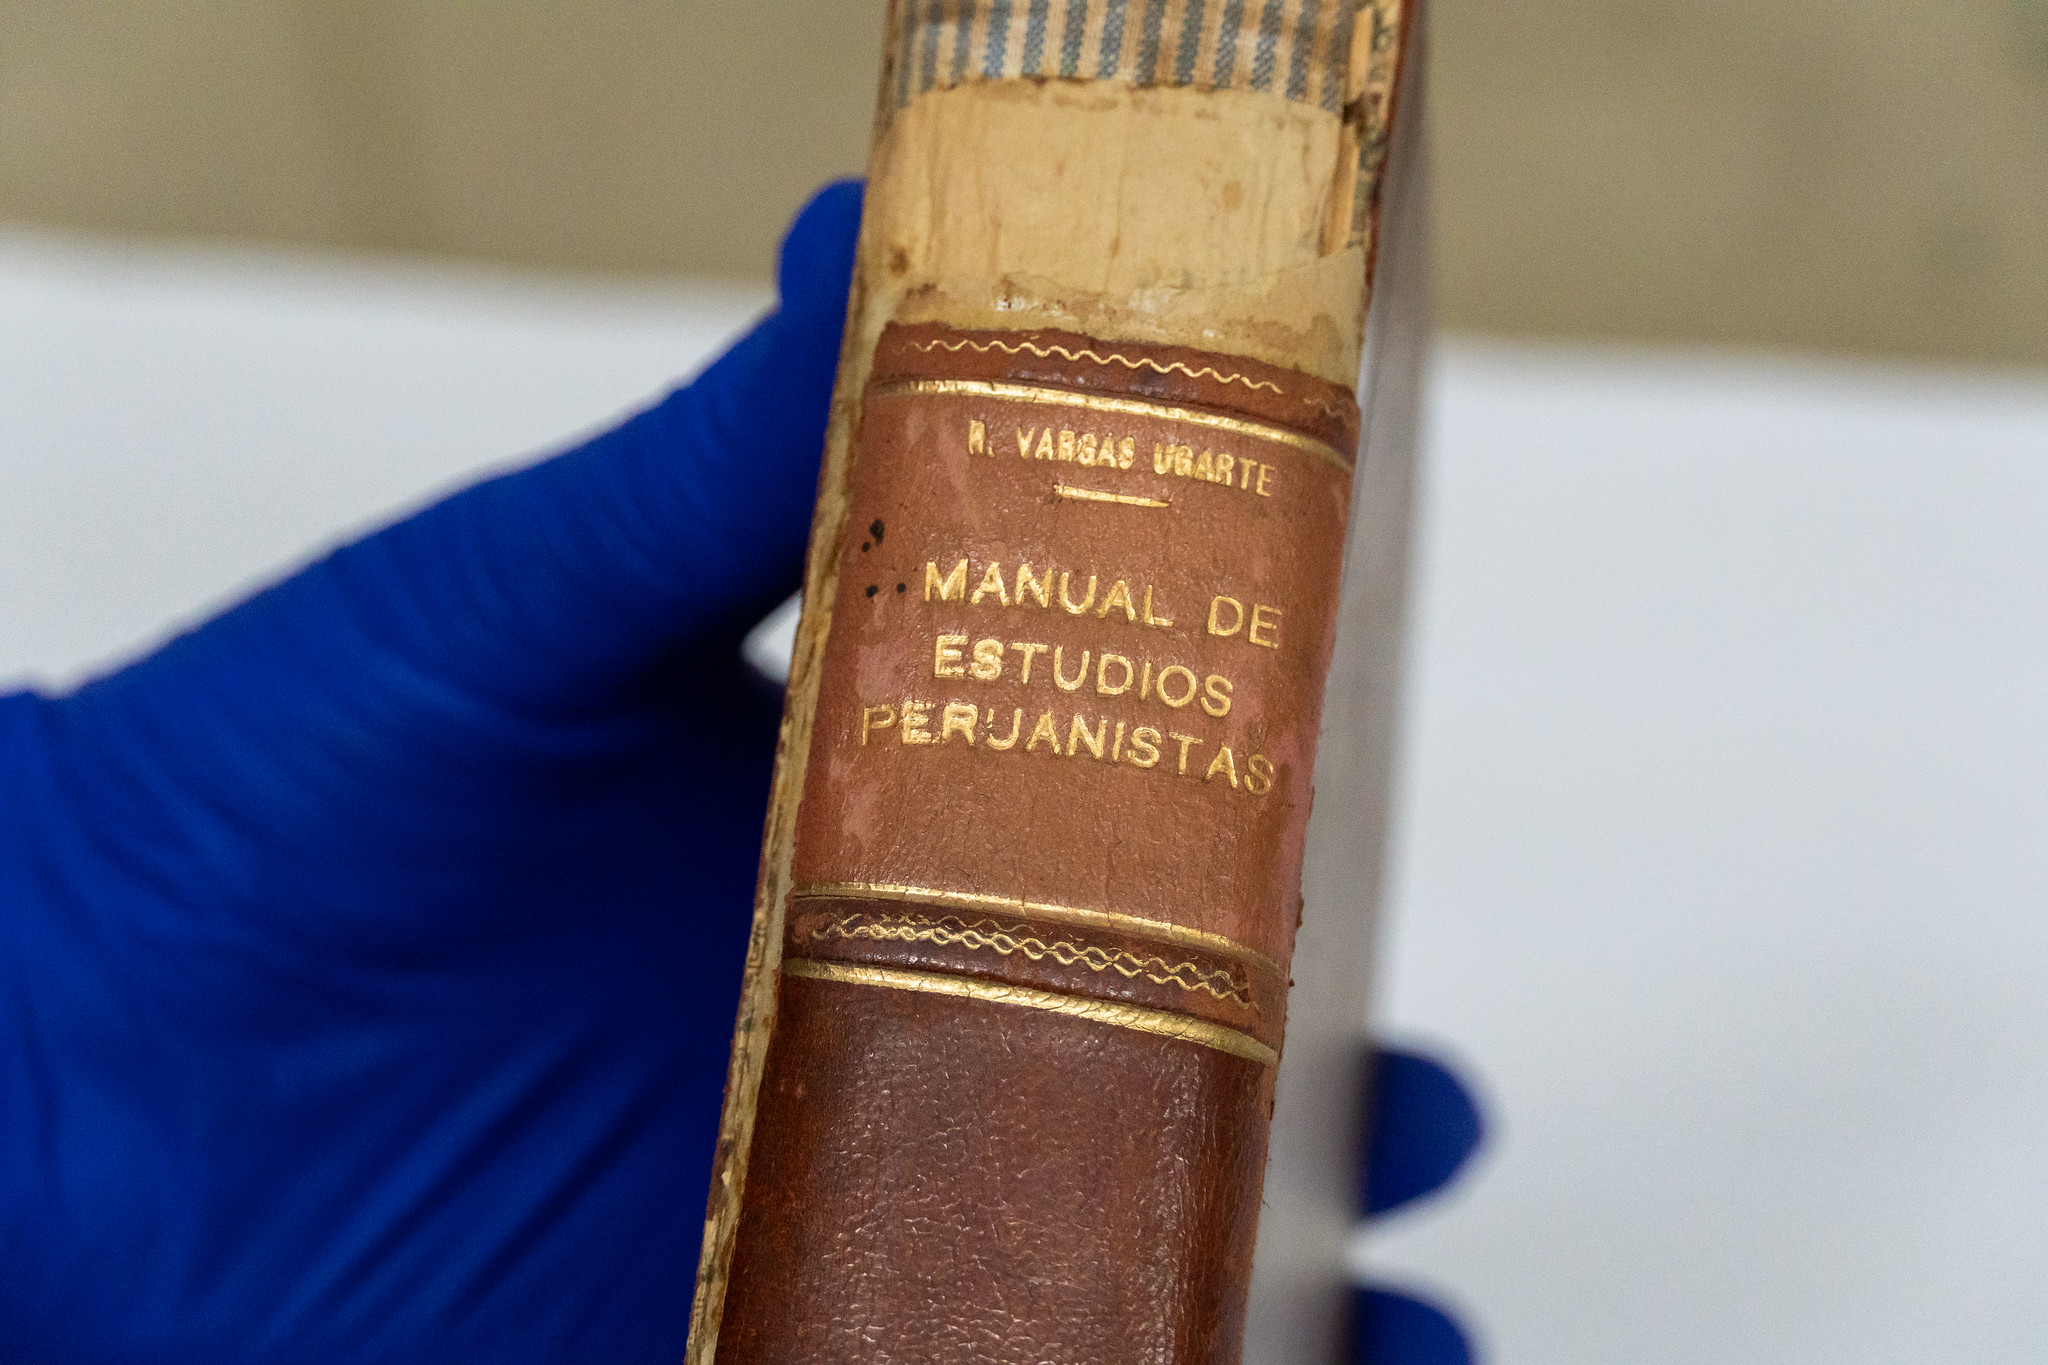 R. VARGAS UGARTE
MANUAL DE
ESTUDIOS
PERUANISTAS